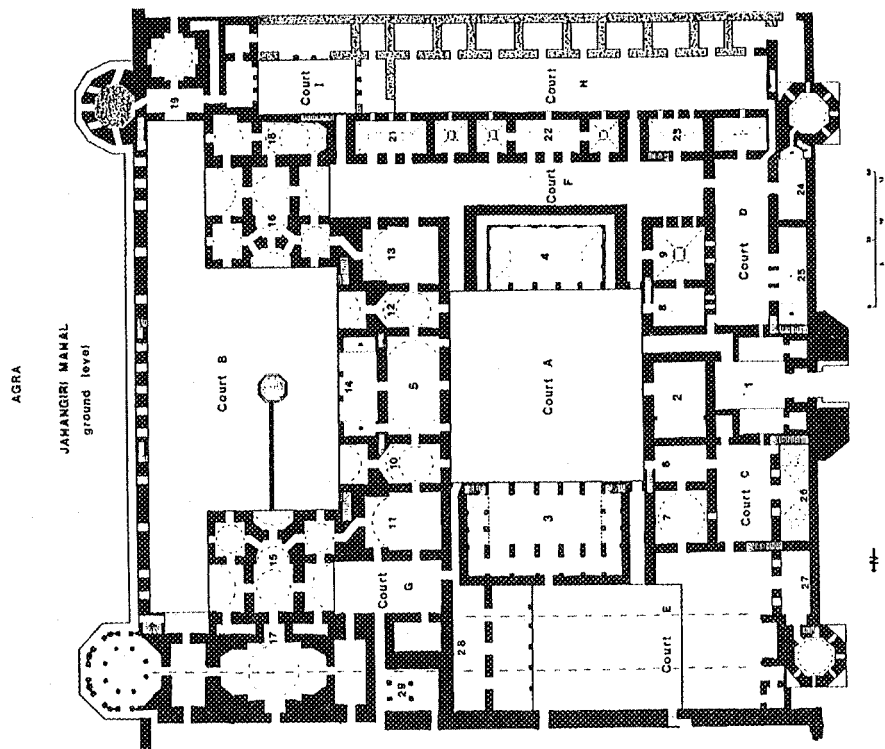 AGRA
JAHANGIRI MAHAL
ground level
19
Court I
Court H
18
21
22
23
16
Court F
24
13
4
9
Court D
25
12
8
Court B
14
5
Court A
2
1
10
6
Court C
26
11
3
7
15
Court G
27
17
28
Court E
29
N